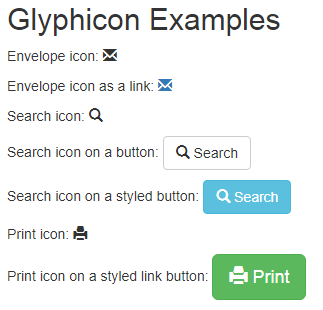 Glyphicon Examples
Envelope icon:
Envelope icon as a link:
Search icon:
Search icon on a button: Search
Search icon on a styled button: Search
Print icon:
Print icon on a styled link button: Print